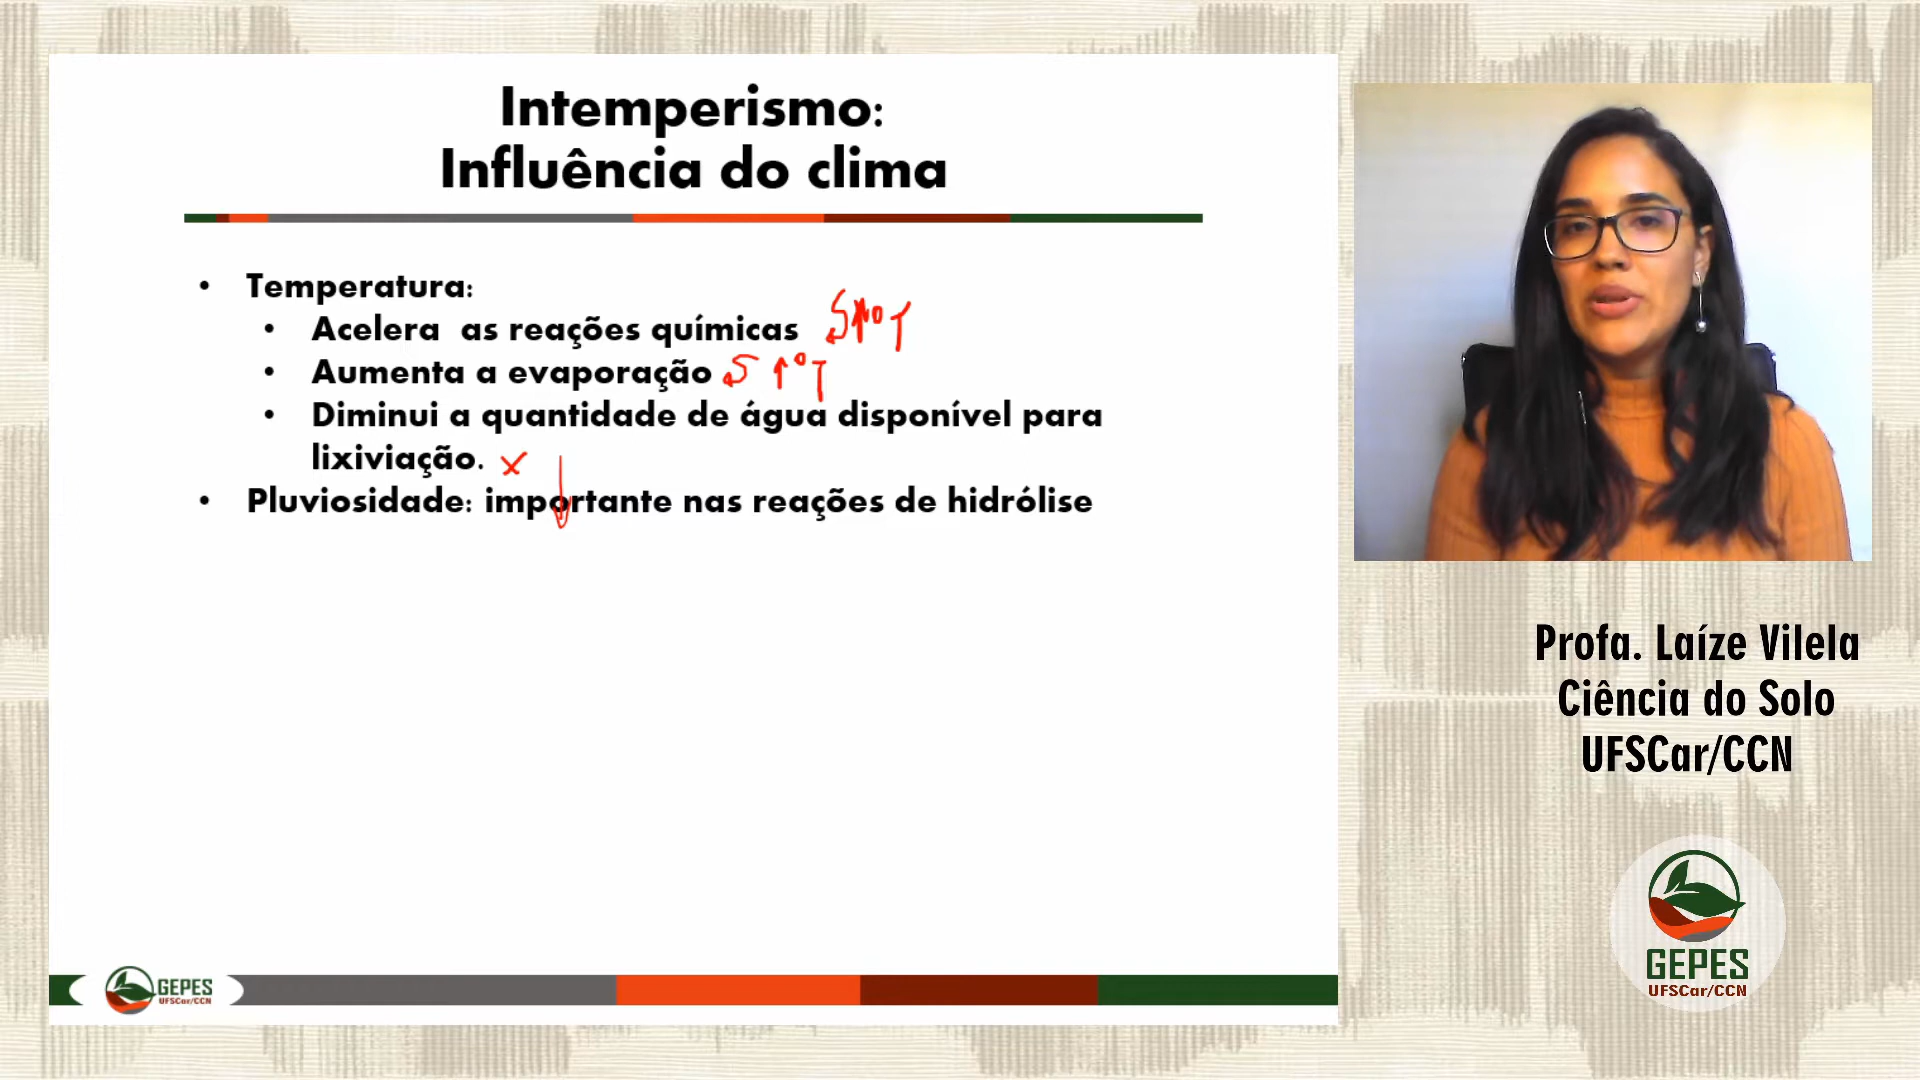 Intemperismo:
Influência do clima
• Temperatura:
• Acelera as reações químicas
• Aumenta a evaporação ↑°T
• Diminui a quantidade de água disponível para
lixiviação. x ↓
• Pluviosidade: importante nas reações de hidrólise
GEPES
UFSCar/CCN
Profa. Laíze Vilela
Ciência do Solo
UFSCar/CCN
GEPES
UFSCar/CCN